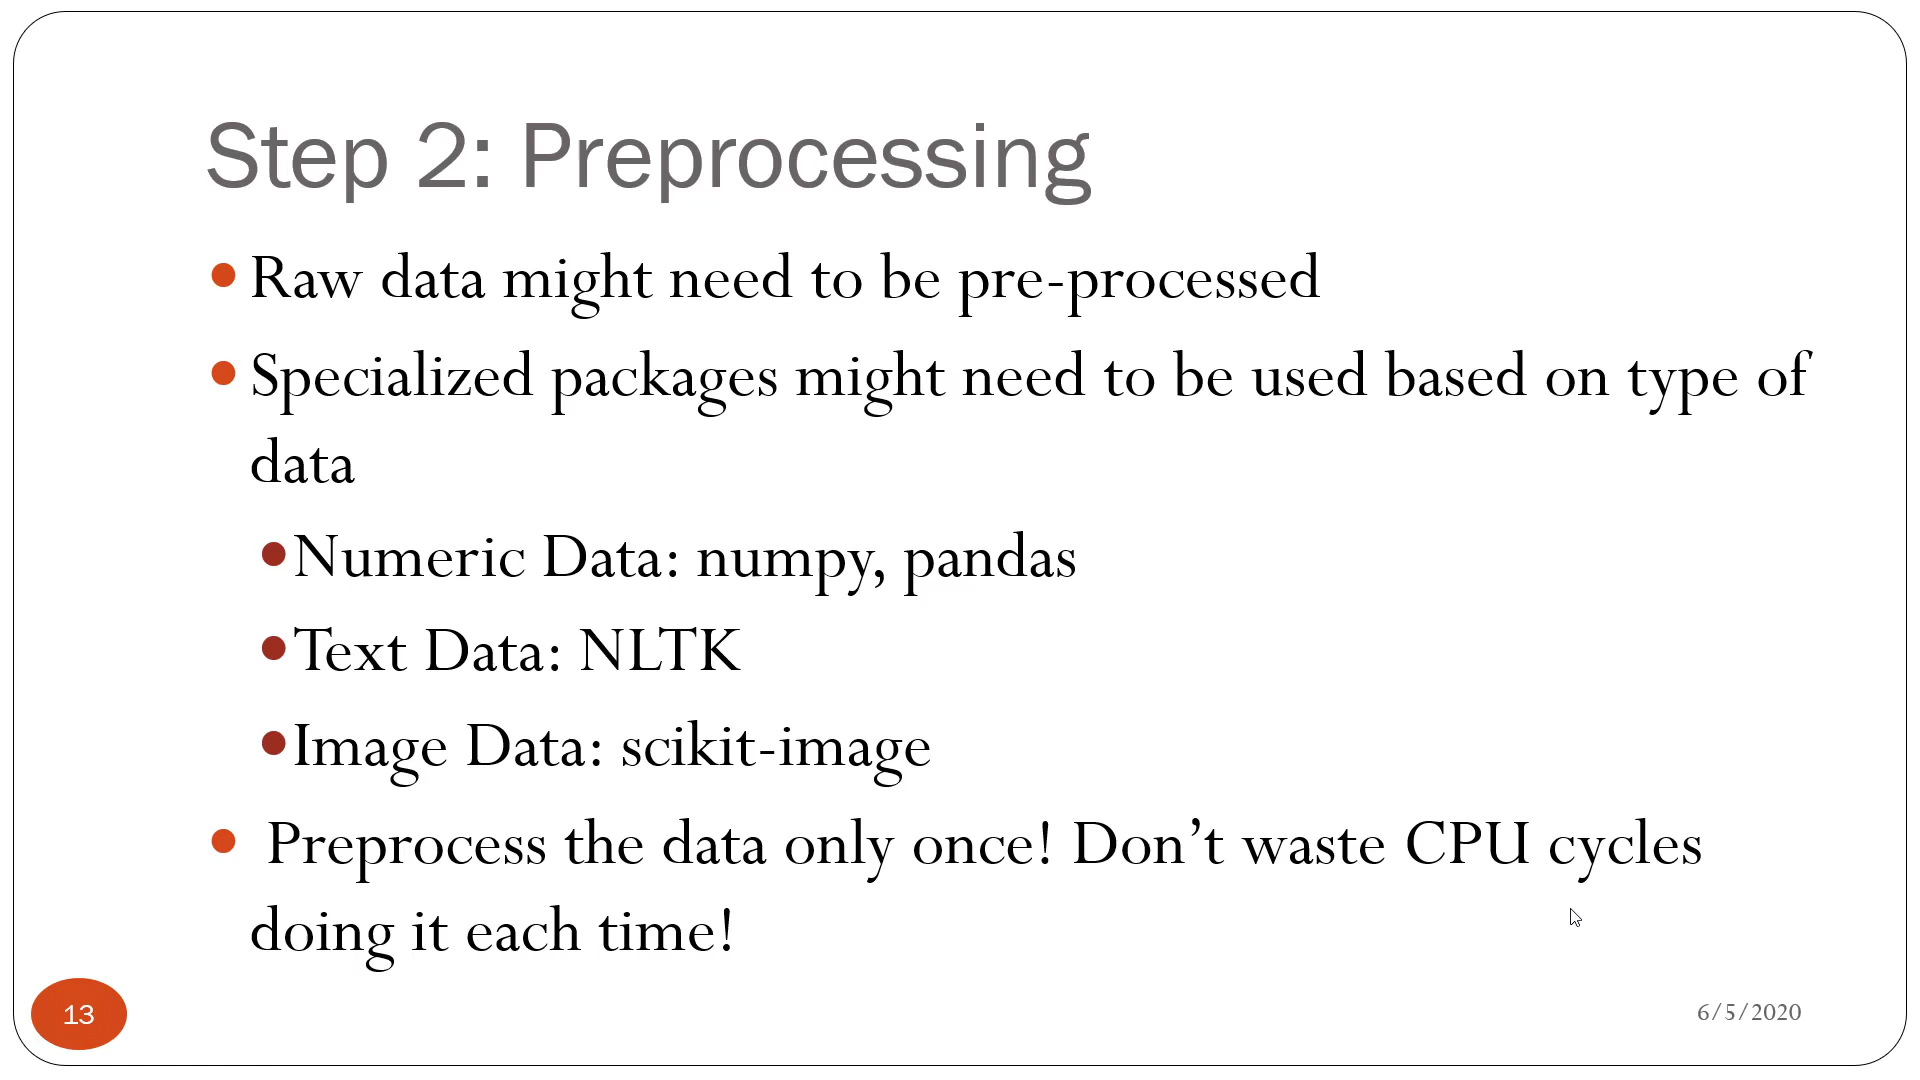 Step 2: Preprocessing
Raw data might need to be pre-processed
Specialized packages might need to be used based on type of
data
Numeric Data: numpy, pandas
Text Data: NLTK
Image Data: scikit-image
Preprocess the data only once! Don’t waste CPU cycles
doing it each time!
13
6/5/2020